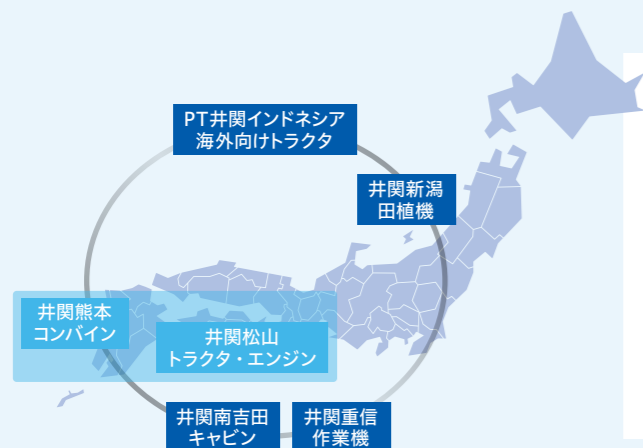 PT井関インドネシア
海外向けトラクタ
井関新潟
田植機
井関熊本
コンバイン
井関松山
トラクタ・エンジン
井関南吉田
キャビン
井関重信
作業機